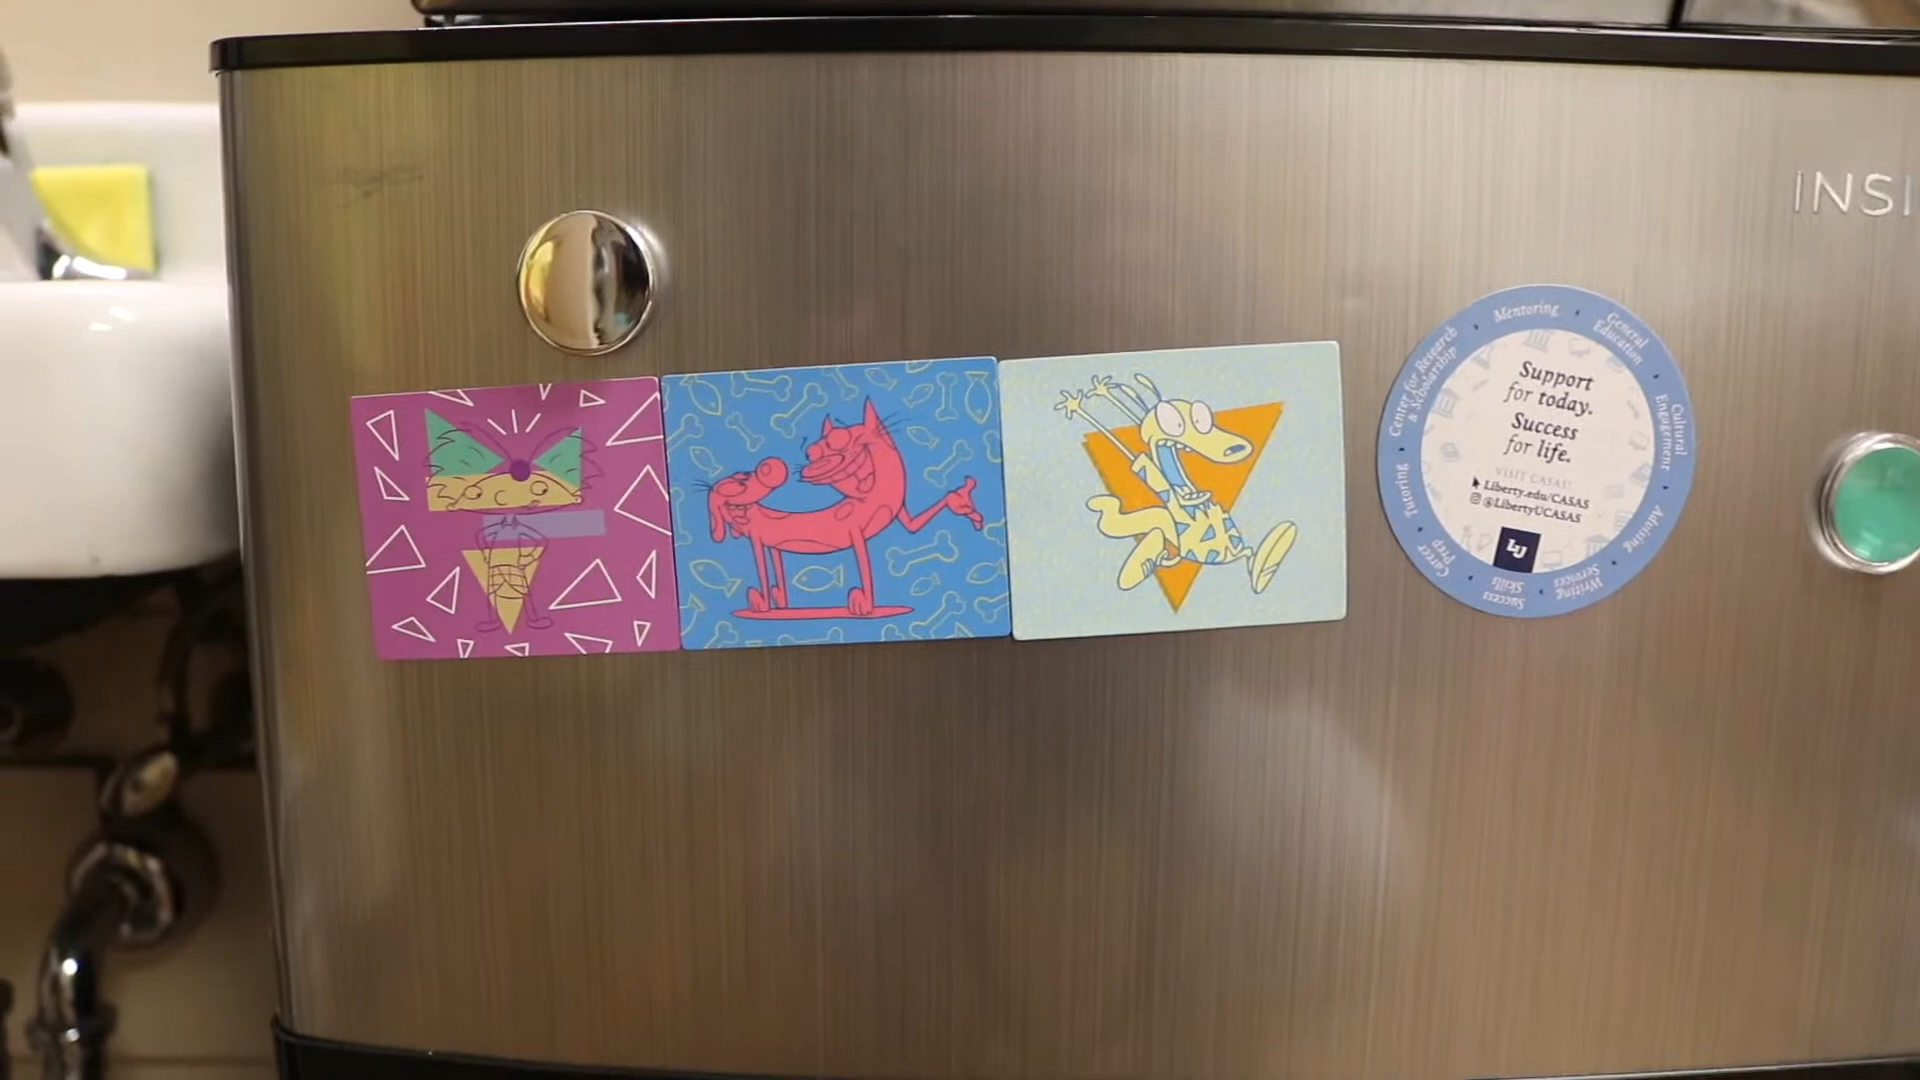 INSI
Mentoring
General
Education
Cultural
Engagement
Advising
Writing
Services
Success
Skills
Career
Prep
Tutoring
Center for Research
& Scholarship
Support
for today.
Success
for life.
VISIT CASAS!
Liberty.edu/CASAS
@LibertyUCASAS
LU